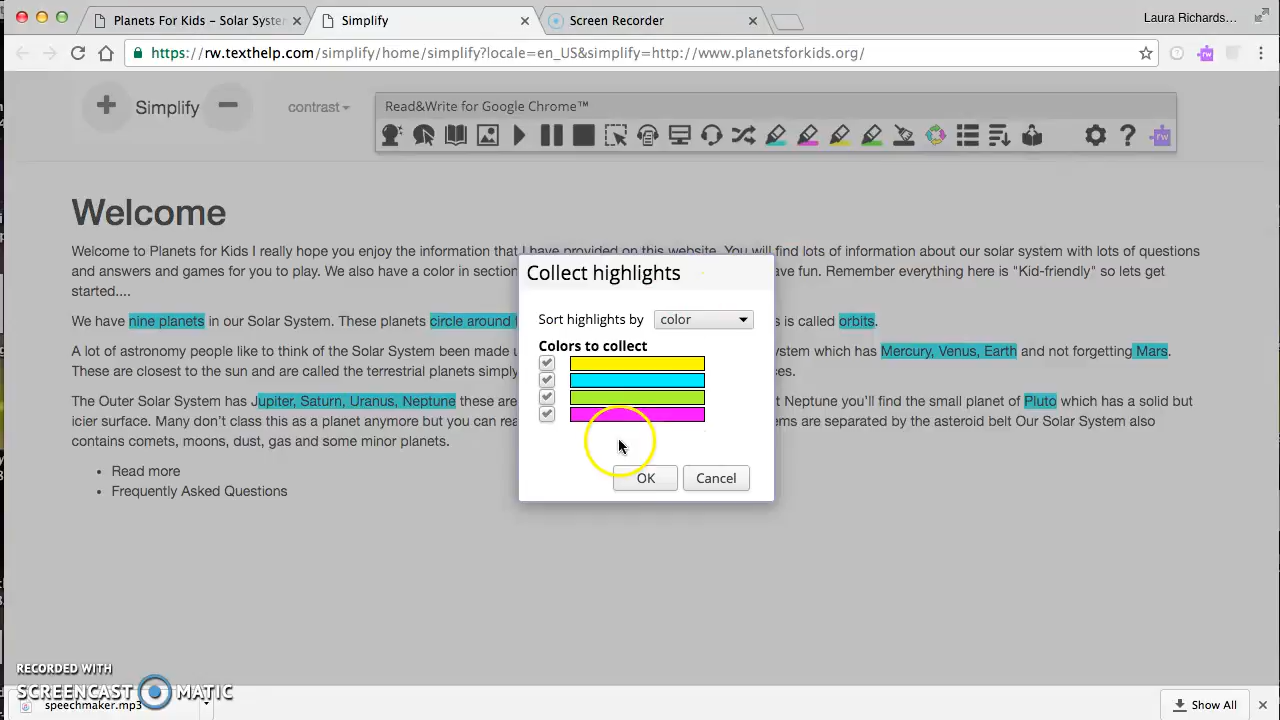 Planets For Kids – Solar Syster
Simplify
Screen Recorder
Laura Richards...
https://rw.texthelp.com/simplify/home/simplify?locale=en_US&simplify=http://www.planetsforkids.org/
Simplify
contrast
Read&Write for Google Chrome™
rw
Welcome
Welcome to Planets for Kids I really hope you enjoy the information that I have provided on this website. You will find lots of information about our solar system with lots of questions
and answers and games for you to play. We also have a color in section
ave fun. Remember everything here is "Kid-friendly" so lets get
started....
We have nine planets in our Solar System. These planets circle around
s is called orbits.
A lot of astronomy people like to think of the Solar System been made
ystem which has Mercury, Venus, Earth and not forgetting Mars.
These are closest to the sun and are called the terrestrial planets simply
ces.
The Outer Solar System has Jupiter, Saturn, Uranus, Neptune these are
t Neptune you'll find the small planet of Pluto which has a solid but
icier surface. Many don't class this as a planet anymore but you can rea
ems are separated by the asteroid belt Our Solar System also
contains comets, moons, dust, gas and some minor planets.
• Read more
• Frequently Asked Questions
Collect highlights
Sort highlights by color
Colors to collect
OK Cancel
RECORDED WITH
SCREENCAST MATIC
speechmaker.mp3
Show All